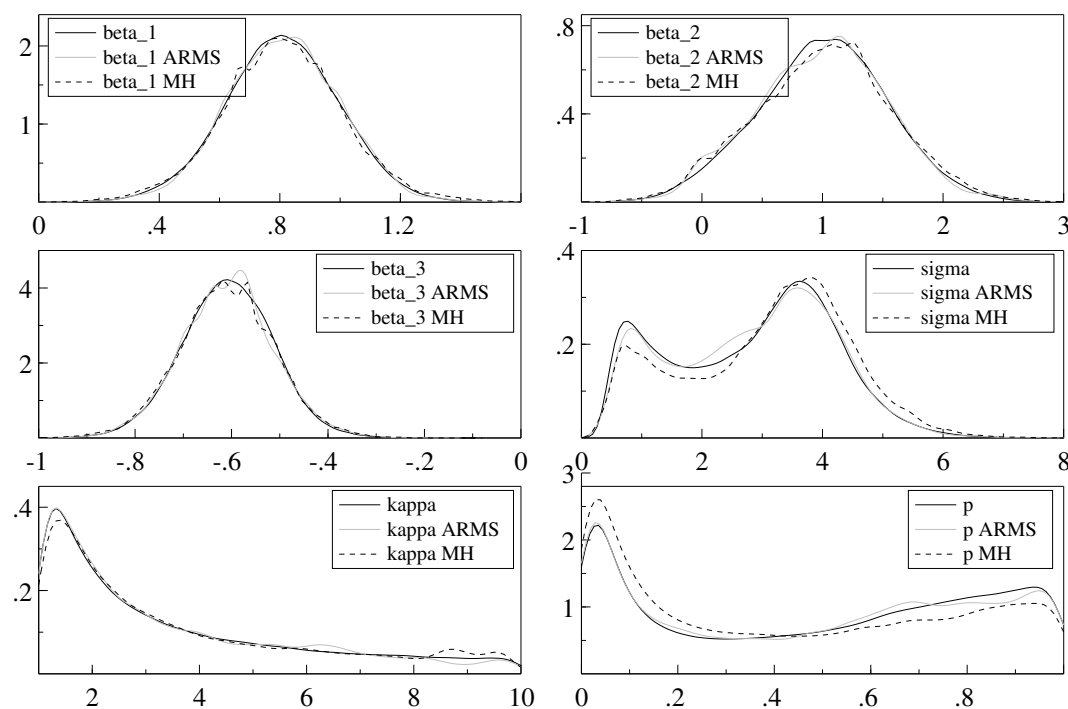 2
1
beta_1
beta_1 ARMS
beta_1 MH
0 .4 .8 1.2
.8
.4
beta_2
beta_2 ARMS
beta_2 MH
-1 0 1 2 3
4
2
beta_3
beta_3 ARMS
beta_3 MH
-1 -.8 -.6 -.4 -.2 0
.4
.2
sigma
sigma ARMS
sigma MH
0 2 4 6 8
.4
.2
kappa
kappa ARMS
kappa MH
2 4 6 8 10
3
2
1
p
p ARMS
p MH
0 .2 .4 .6 .8